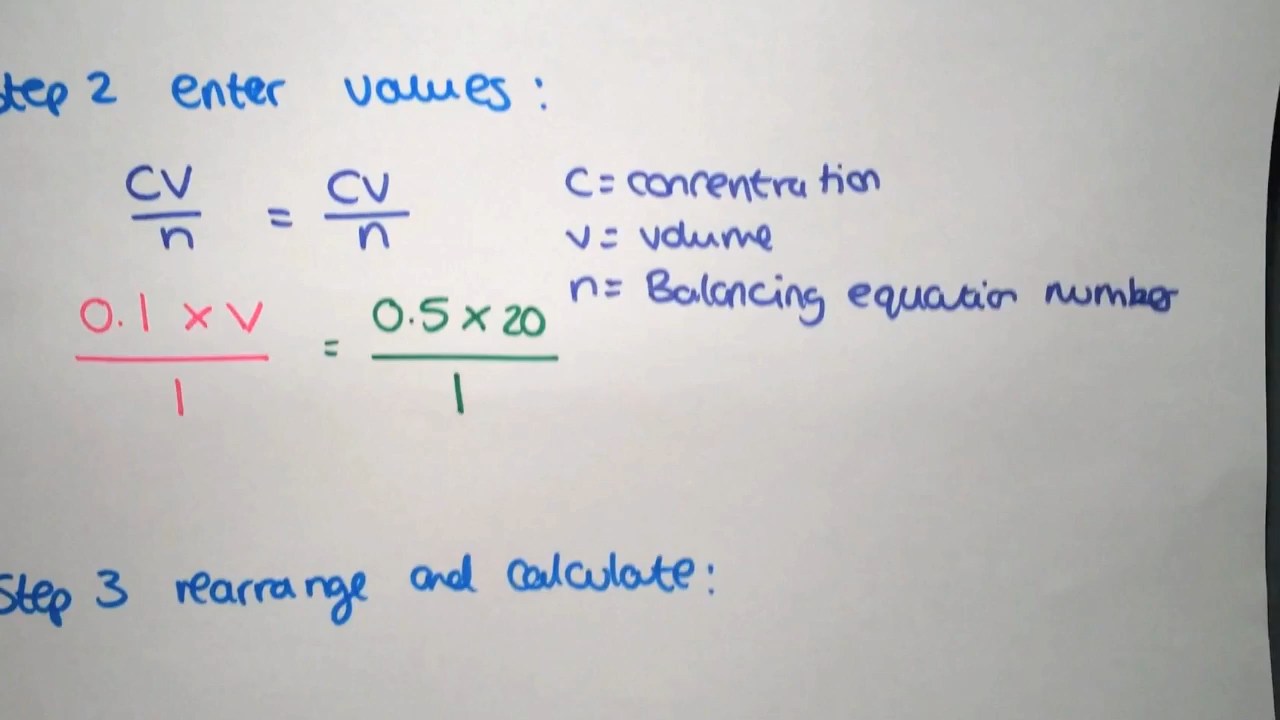 Step 2 enter values:
CV/n = CV/n
C= concentration
V= volume
n= Balancing equation number
0.1 × V/1 = 0.5 × 20/1
Step 3 rearrange and calculate: